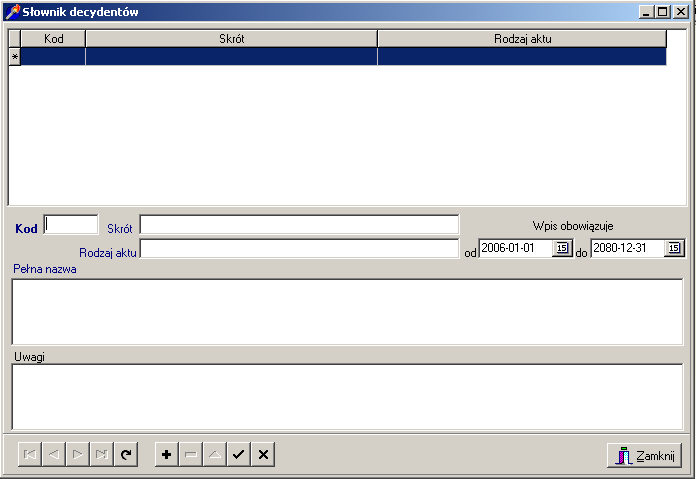 Słownik decydentów
Kod Skrót Rodzaj aktu
*
Kod Skrót Wpis obowiązuje
Rodzaj aktu od 2006-01-01 15 do 2080-12-31 15
Pełna nazwa
Uwagi
Zamknij